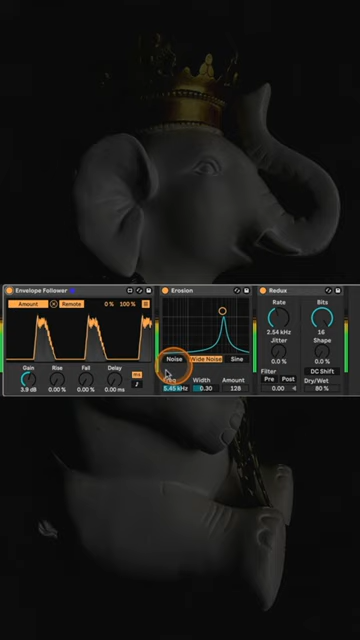 Envelope Follower
Amount Remote 0 % 100 %
Gain Rise Fall Delay
3.9 dB 0.00 % 0.00 % 0.00 ms
Erosion
Noise Wide Noise Sine
Freq Width Amount
5.45 kHz 0.30 128
Redux
Rate Bits
2.54 kHz 16
Jitter Shape
0.0 % 0.0 %
Filter DC Shift
Pre Post Dry/Wet
0.00 80 %